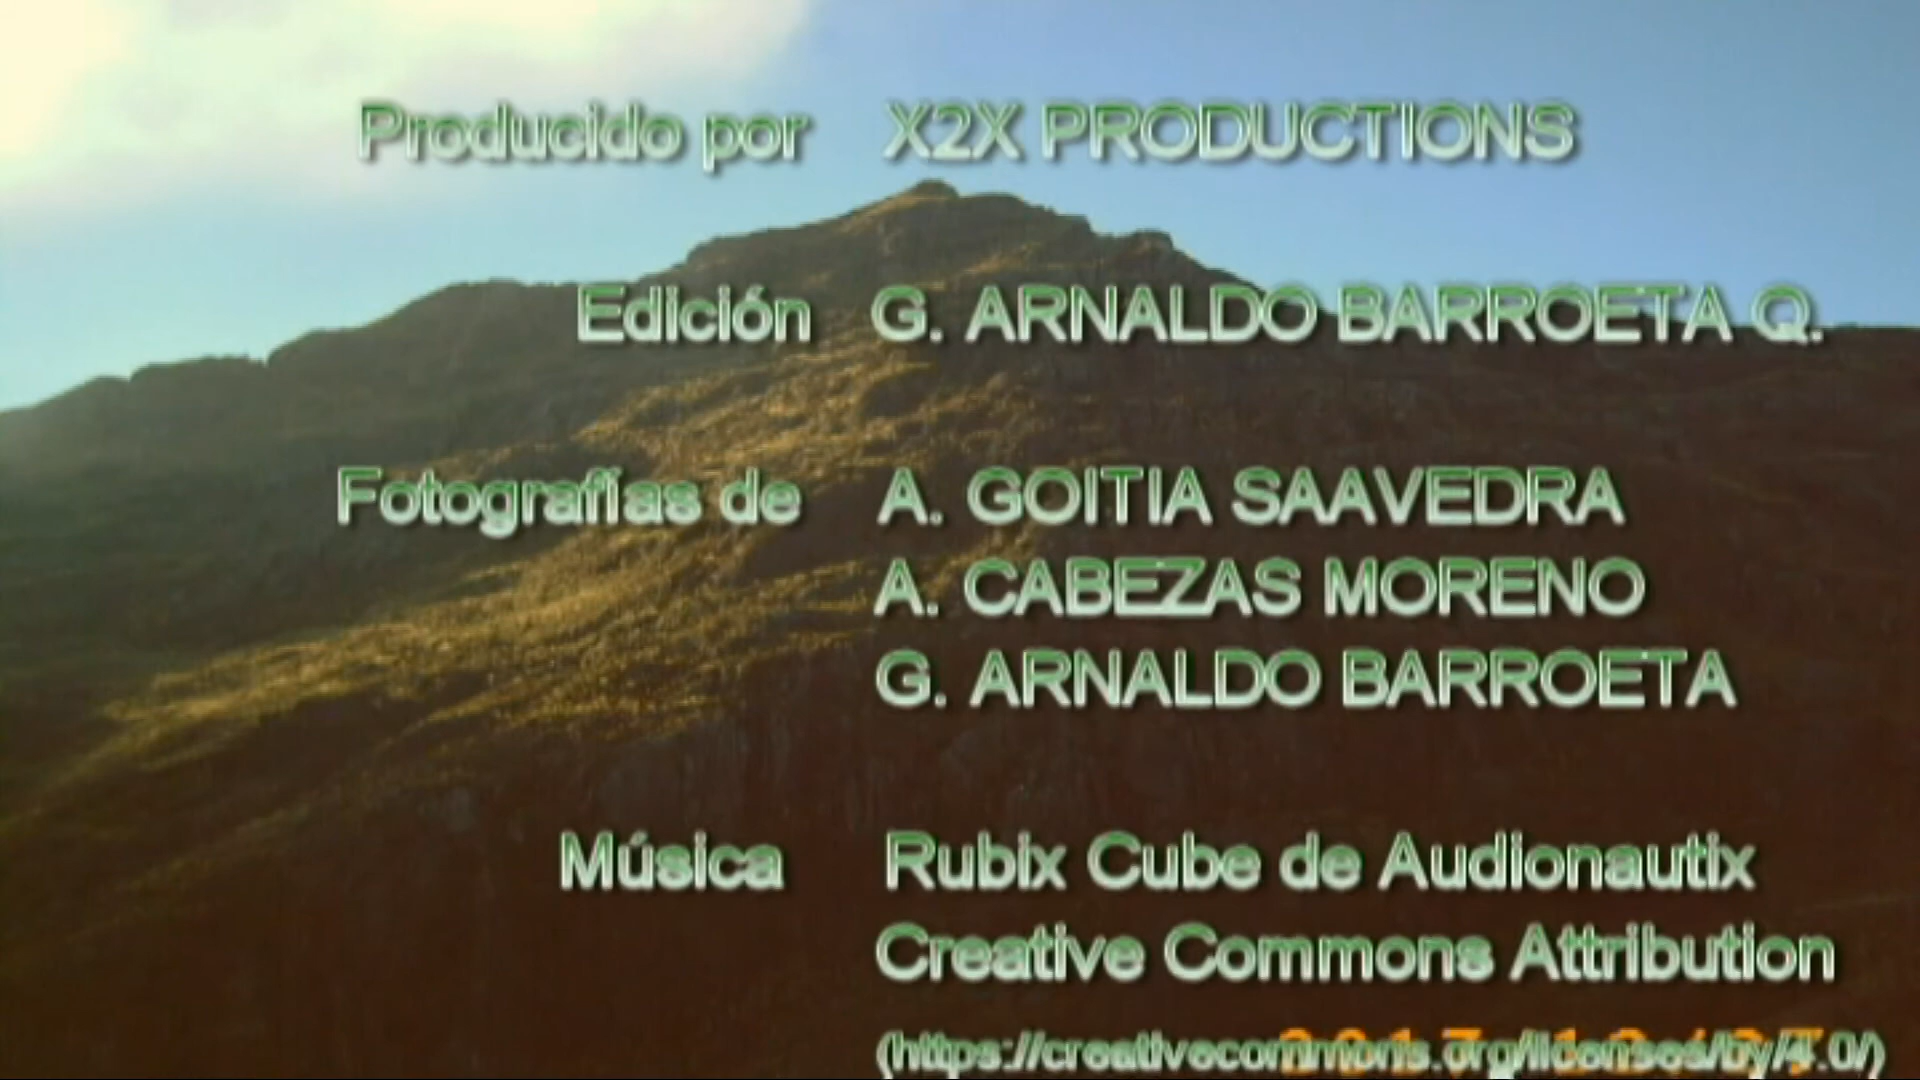 Producido por X2X PRODUCTIONS
Edición G. ARNALDO BARROETA Q.
Fotografías de A. GOITIA SAAVEDRA
A. CABEZAS MORENO
G. ARNALDO BARROETA
Música Rubix Cube de Audionautix
Creative Commons Attribution
(https://creativecommons.org/licenses/by/4.0/)